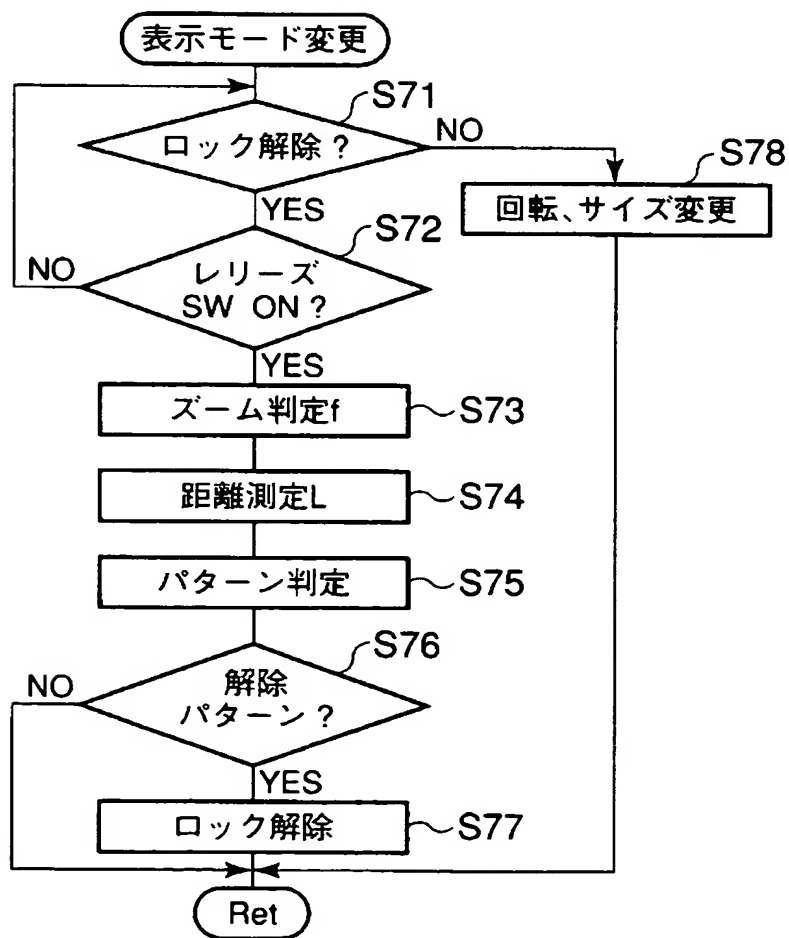 表示モード変更
S71
ロック解除?
NO
S78
回転、サイズ変更
YES
S72
NO
レリーズ
SW ON?
YES
ズーム判定f
S73
距離測定L
S74
パターン判定
S75
S76
NO
解除
パターン?
YES
ロック解除
S77
Ret